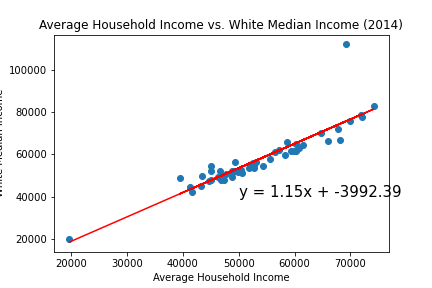 Average Household Income vs. White Median Income (2014)
100000
80000
60000
40000
20000
White Median Income
y = 1.15x + -3992.39
20000 30000 40000 50000 60000 70000
Average Household Income